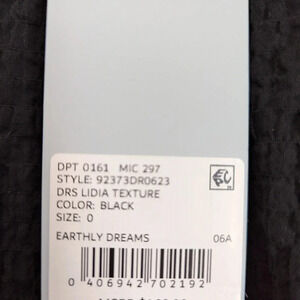 DPT 0161 MIC 297
STYLE: 92373DR0623
DRS LIDIA TEXTURE
COLOR: BLACK
SIZE: 0
EARTHLY DREAMS 06A
0 406942 702192